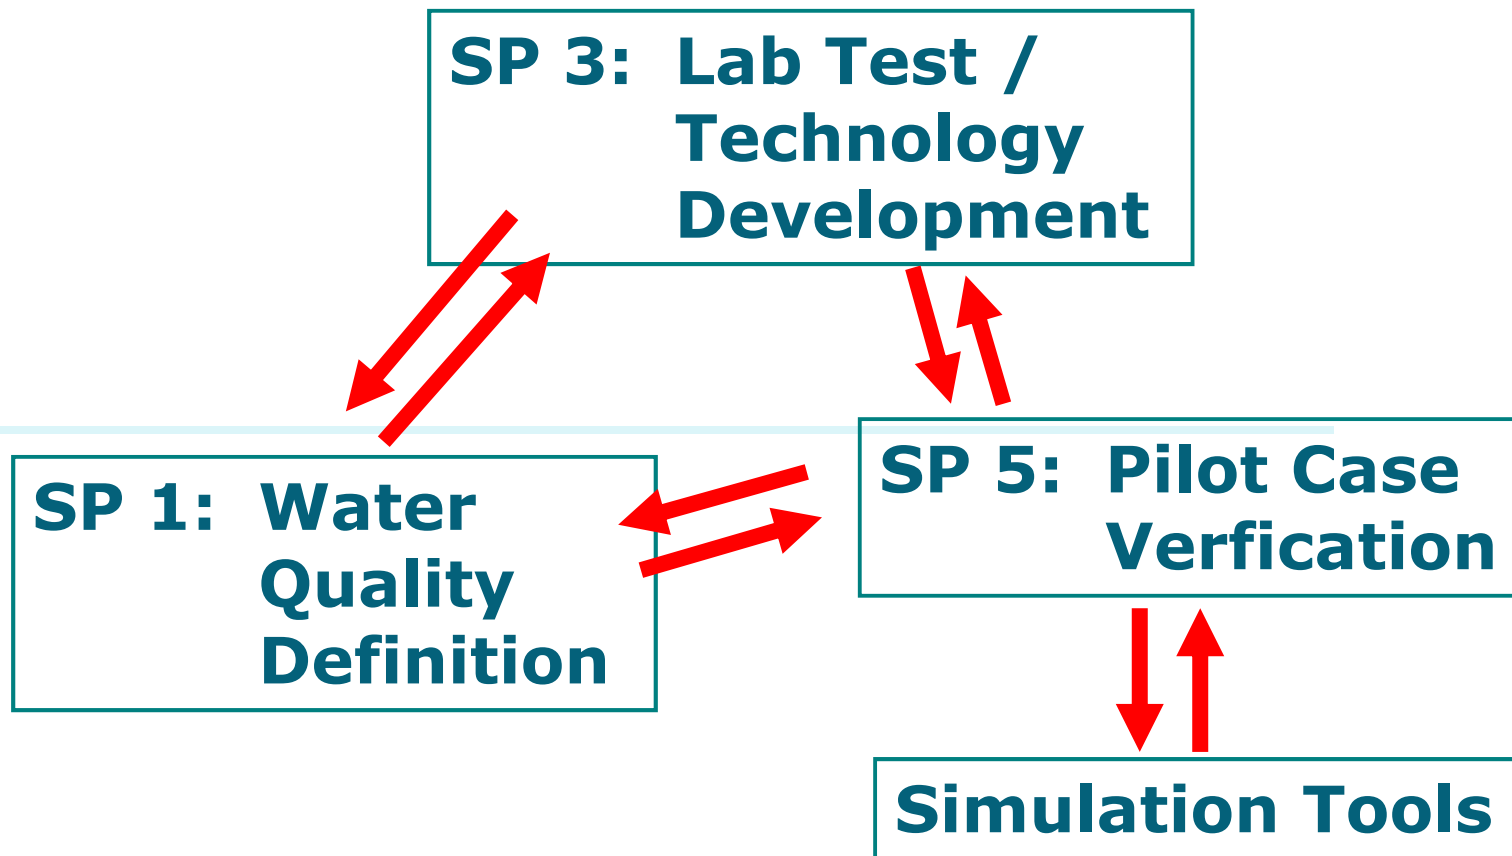 SP 3: Lab Test /
Technology
Development
SP 1: Water
Quality
Definition
SP 5: Pilot Case
Verfication
Simulation Tools